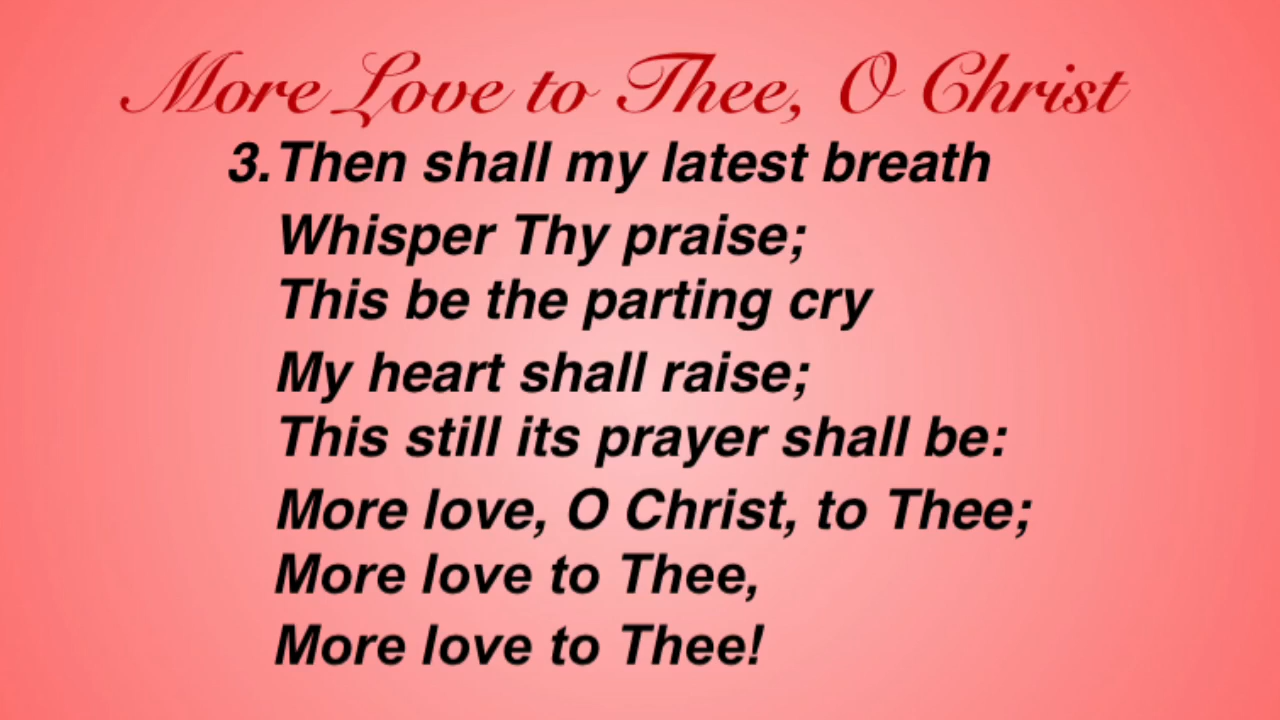 More Love to Thee, O Christ
3.Then shall my latest breath
Whisper Thy praise;
This be the parting cry
My heart shall raise;
This still its prayer shall be:
More love, O Christ, to Thee;
More love to Thee,
More love to Thee!